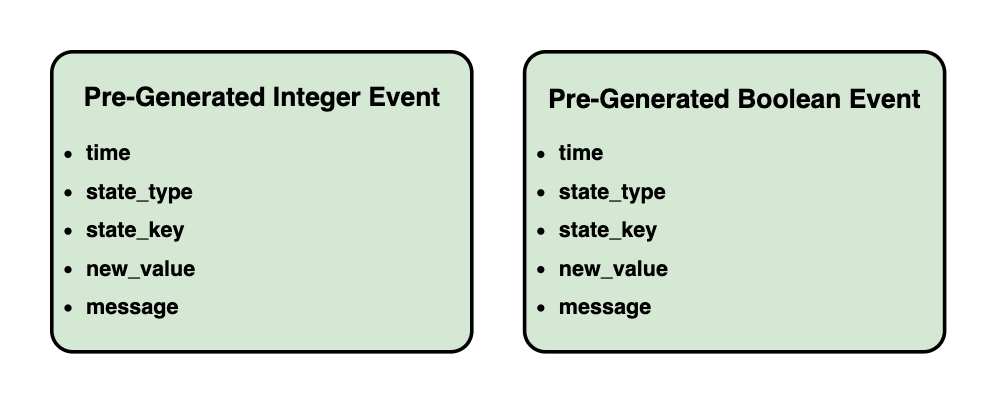 Pre-Generated Integer Event
• time
• state_type
• state_key
• new_value
• message
Pre-Generated Boolean Event
• time
• state_type
• state_key
• new_value
• message